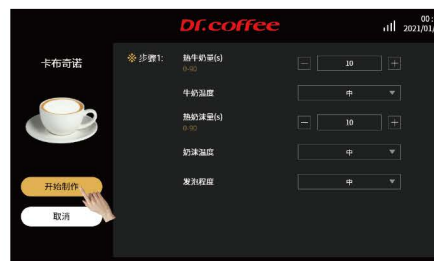 Dr.coffee
00:
2021/01/
卡布奇诺
步骤1:
热牛奶量(s)
0-90
10
牛奶温度
中
热奶沫量(s)
0-90
10
奶沫温度
中
发泡程度
中
开始制作
取消